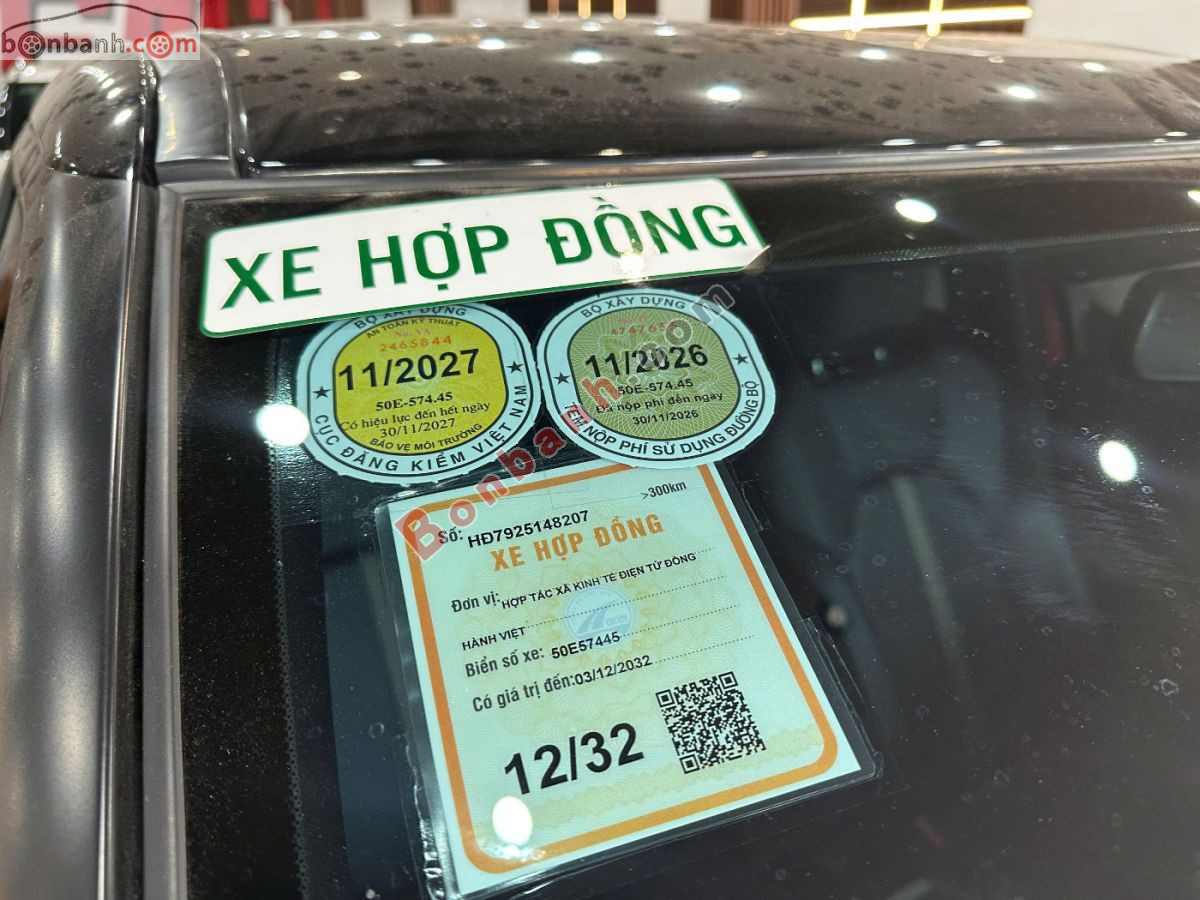 bonbanh.com
XE HỢP ĐỒNG
BỘ XÂY DỰNG
AN TOÀN KỸ THUẬT
No: VA
2465844
11/2027
50E-574.45
Có hiệu lực đến hết ngày
30/11/2027
BẢO VỆ MÔI TRƯỜNG
CỤC ĐĂNG KIỂM VIỆT NAM
BỘ XÂY DỰNG
11/2026
50E-574.45
Đã nộp phí đến ngày
30/11/2026
TEM NỘP PHÍ SỬ DỤNG ĐƯỜNG BỘ
Bonbanh.com
>300km
Số: HĐ7925148207
XE HỢP ĐỒNG
Đơn vị: HỢP TÁC XÃ KINH TẾ ĐIỆN TỬ ĐỒNG
HÀNH VIỆT
Biển số xe: 50E57445
Có giá trị đến: 03/12/2032
12/32